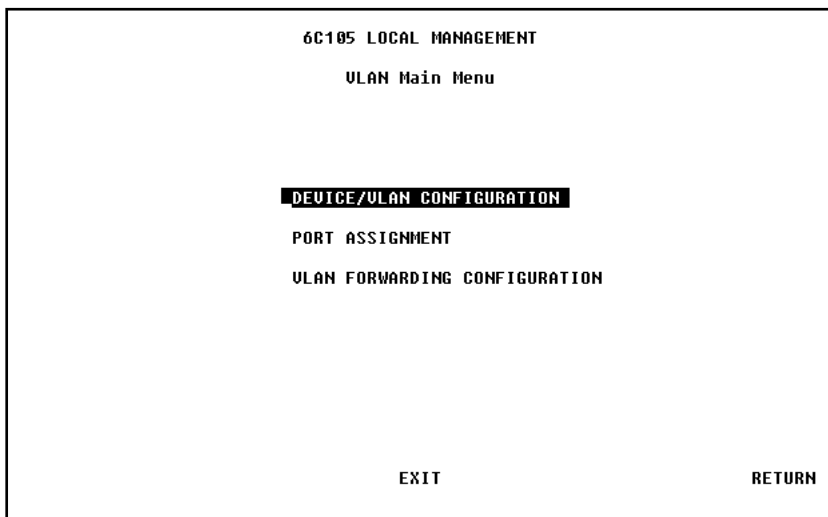 6C105 LOCAL MANAGEMENT
VLAN Main Menu
DEVICE/VLAN CONFIGURATION
PORT ASSIGNMENT
VLAN FORWARDING CONFIGURATION
EXIT RETURN